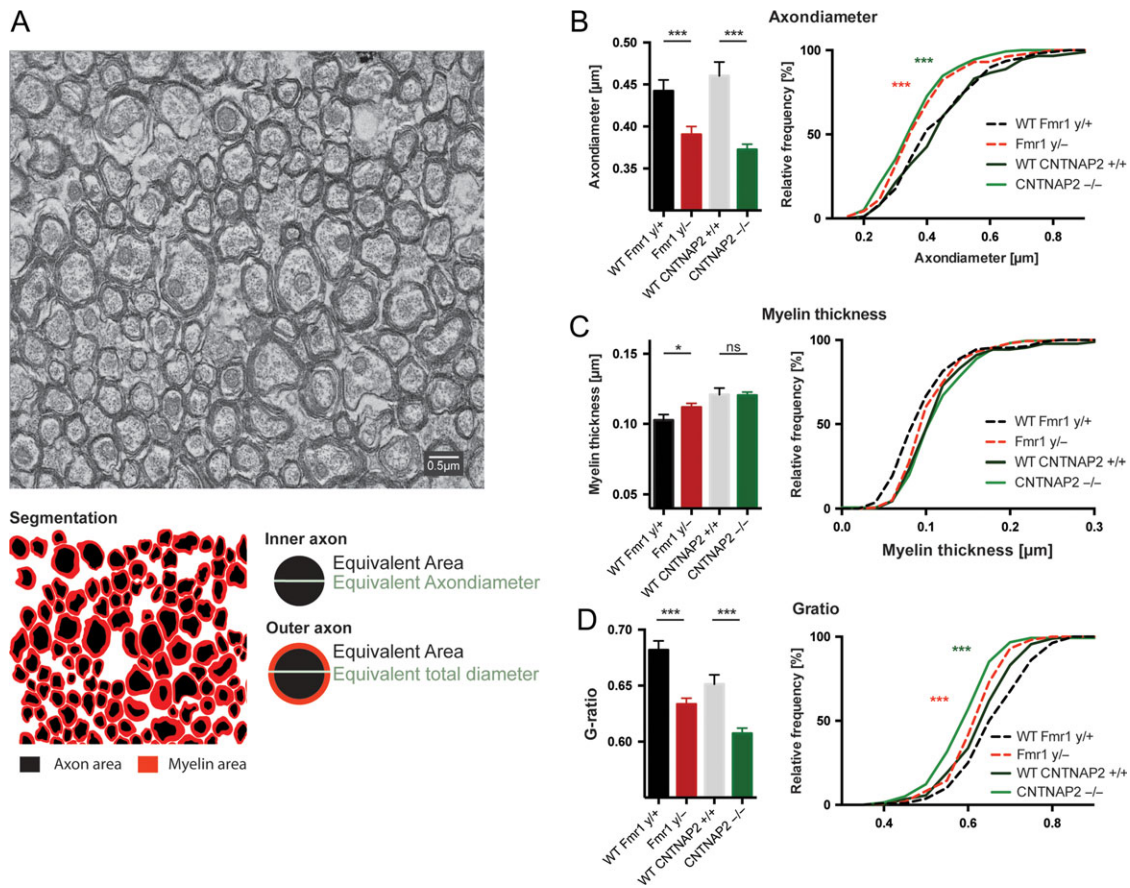 A
0.5µm
Segmentation
Inner axon
Equivalent Area
Equivalent Axondiameter
Outer axon
Equivalent Area
Equivalent total diameter
Axon area
Myelin area
B
Axondiameter
***
***
Axondiameter [µm]
0.50
0.45
0.40
0.35
WT Fmr1 y/+
Fmr1 y/–
WT CNTNAP2 +/+
CNTNAP2 –/–
Relative frequency [%]
100
50
0
***
***
WT Fmr1 y/+
Fmr1 y/–
WT CNTNAP2 +/+
CNTNAP2 –/–
0.2
0.4
0.6
0.8
Axondiameter [µm]
C
Myelin thickness
*
ns
Myelin thickness [µm]
0.15
0.10
0.05
WT Fmr1 y/+
Fmr1 y/–
WT CNTNAP2 +/+
CNTNAP2 –/–
Relative frequency [%]
100
50
0
WT Fmr1 y/+
Fmr1 y/–
WT CNTNAP2 +/+
CNTNAP2 –/–
0.0
0.1
0.2
0.3
Myelin thickness [µm]
D
Gratio
***
***
G-ratio
0.70
0.65
0.60
WT Fmr1 y/+
Fmr1 y/–
WT CNTNAP2 +/+
CNTNAP2 –/–
Relative frequency [%]
100
50
0
***
***
WT Fmr1 y/+
Fmr1 y/–
WT CNTNAP2 +/+
CNTNAP2 –/–
0.4
0.6
0.8